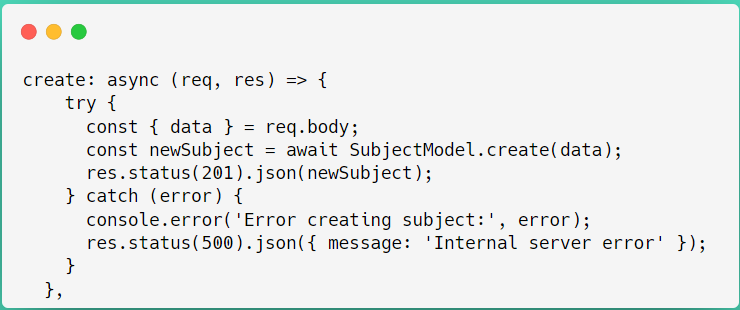 create: async (req, res) => {
    try {
      const { data } = req.body;
      const newSubject = await SubjectModel.create(data);
      res.status(201).json(newSubject);
    } catch (error) {
      console.error('Error creating subject:', error);
      res.status(500).json({ message: 'Internal server error' });
    }
  },